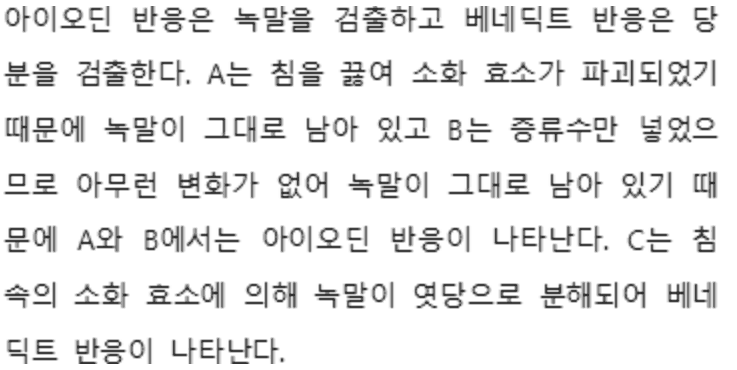 아이오딘 반응은 녹말을 검출하고 베네딕트 반응은 당
분을 검출한다. A는 침을 끓여 소화 효소가 파괴되었기
때문에 녹말이 그대로 남아 있고 B는 증류수만 넣었으
므로 아무런 변화가 없어 녹말이 그대로 남아 있기 때
문에 A와 B에서는 아이오딘 반응이 나타난다. C는 침
속의 소화 효소에 의해 녹말이 엿당으로 분해되어 베네
딕트 반응이 나타난다.